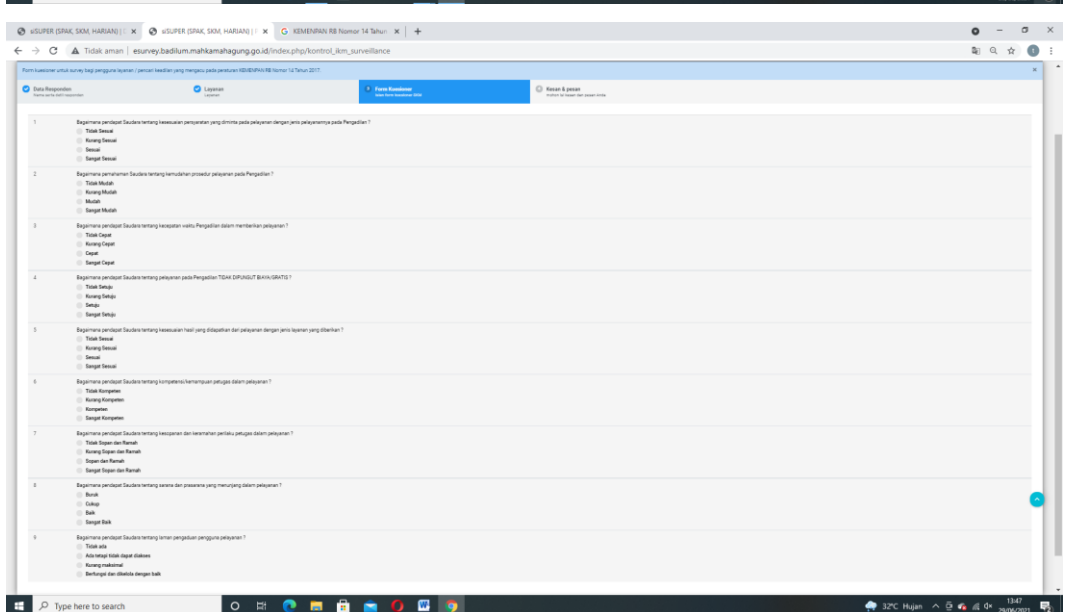 siSUPER (SPAK, SKM, HARIAN) |
siSUPER (SPAK, SKM, HARIAN) |
KEMENPAN RB Nomor 14 Tahun
Tidak aman | esurvey.badilum.mahkamahagung.go.id/index.php/kontrol_ikm_surveillance
Form kuesioner untuk survey bagi pengguna layanan / pencari keadilan yang mengacu pada peraturan KEMENPAN RB Nomor 14 Tahun 2017
Data Responden
Layanan
Form Kuesioner
Kesan & pesan
Layanan
1 Bagaimana pendapat Saudara tentang kesesuaian persyaratan yang diminta pada pelayanan dengan jenis pelayanannya pada Pengadilan ?
Tidak Sesuai
Kurang Sesuai
Sesuai
Sangat Sesuai
2 Bagaimana pemahaman Saudara tentang kemudahan prosedur pelayanan pada Pengadilan ?
Tidak Mudah
Kurang Mudah
Mudah
Sangat Mudah
3 Bagaimana pendapat Saudara tentang kecepatan waktu Pengadilan dalam memberikan pelayanan ?
Tidak Cepat
Kurang Cepat
Cepat
Sangat Cepat
4 Bagaimana pendapat Saudara tentang pelayanan pada Pengadilan TIDAK DIPUNGUT BIAYA/GRATIS ?
Tidak Setuju
Kurang Setuju
Setuju
Sangat Setuju
5 Bagaimana pendapat Saudara tentang kesesuaian hasil yang didapatkan dari pelayanan dengan jenis layanan yang diberikan ?
Tidak Sesuai
Kurang Sesuai
Sesuai
Sangat Sesuai
6 Bagaimana pendapat Saudara tentang kompetensi/kemampuan petugas dalam pelayanan ?
Tidak Kompeten
Kurang Kompeten
Kompeten
Sangat Kompeten
7 Bagaimana pendapat Saudara tentang kesopanan dan keramahan perilaku petugas dalam pelayanan ?
Tidak Sopan dan Ramah
Kurang Sopan dan Ramah
Sopan dan Ramah
Sangat Sopan dan Ramah
8 Bagaimana pendapat Saudara tentang sarana dan prasarana yang menunjang dalam pelayanan ?
Buruk
Cukup
Baik
Sangat Baik
9 Bagaimana pendapat Saudara tentang laman pengaduan pengguna pelayanan ?
Tidak ada
Ada tetapi tidak dapat diakses
Kurang maksimal
Berfungsi dan dikelola dengan baik
Type here to search
32°C Hujan
13:47
29/06/2021